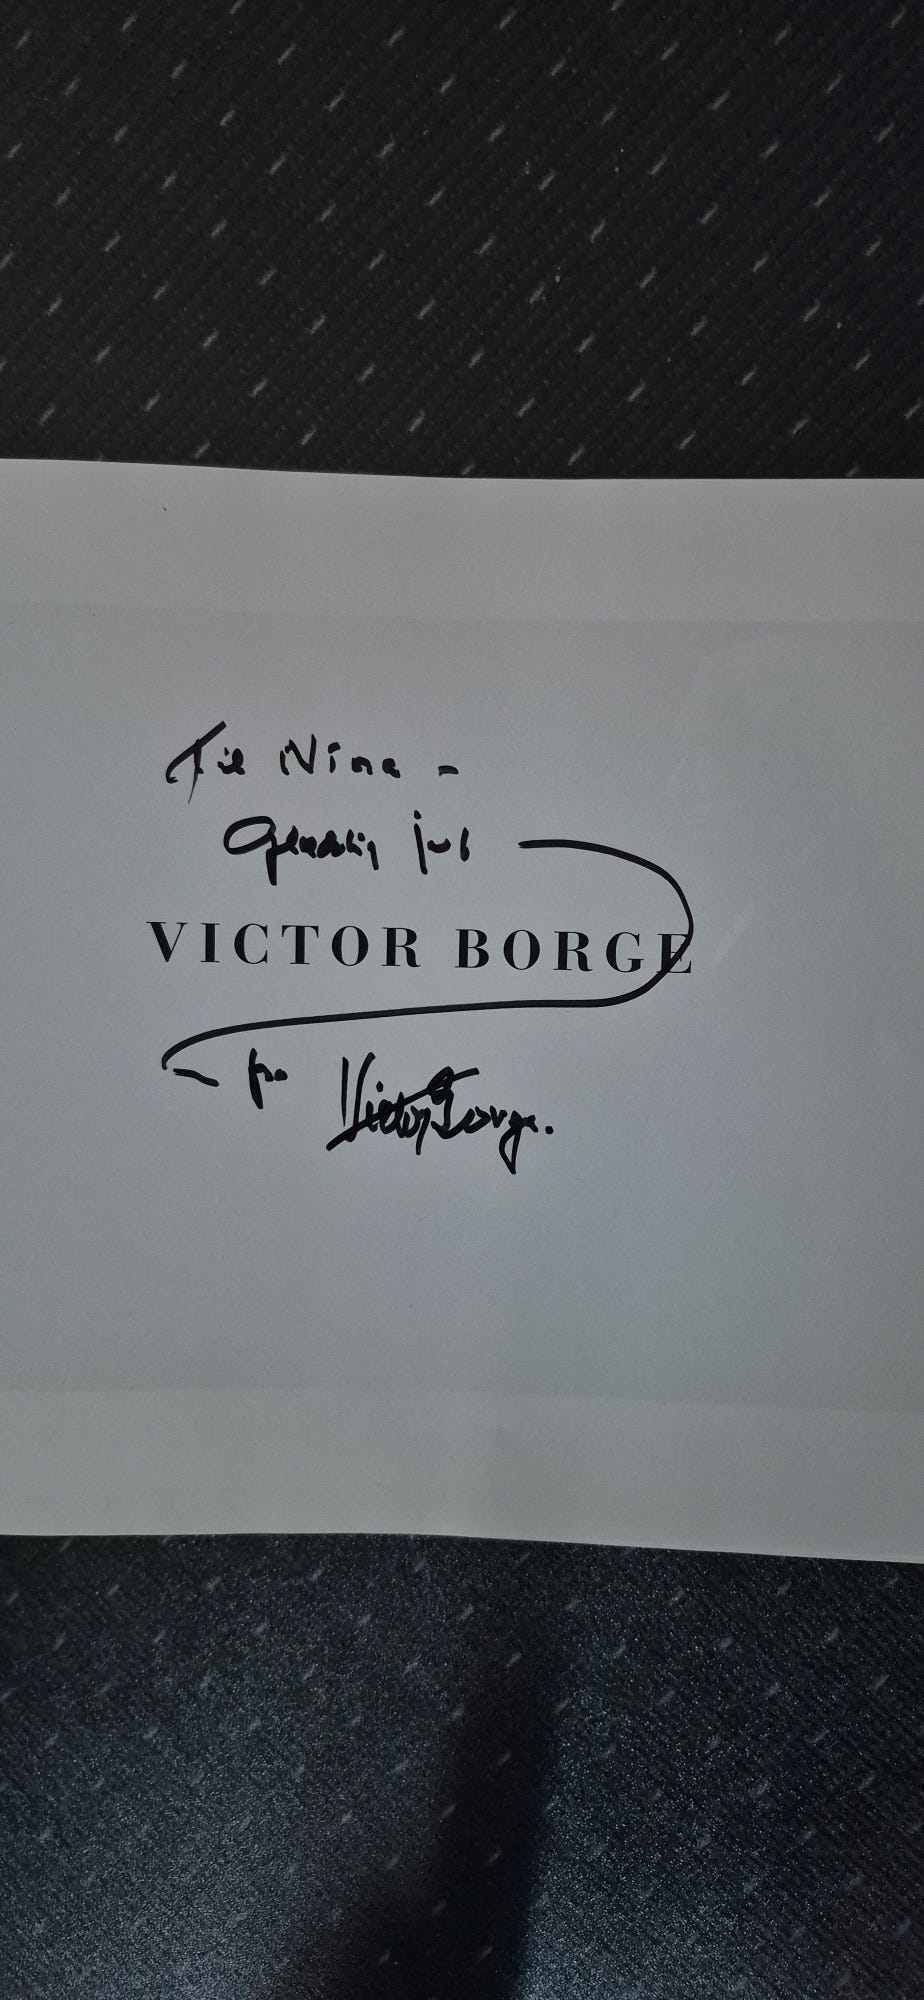 Til Nina -
Glædelig jul
VICTOR BORGE
fra Victor Borge.